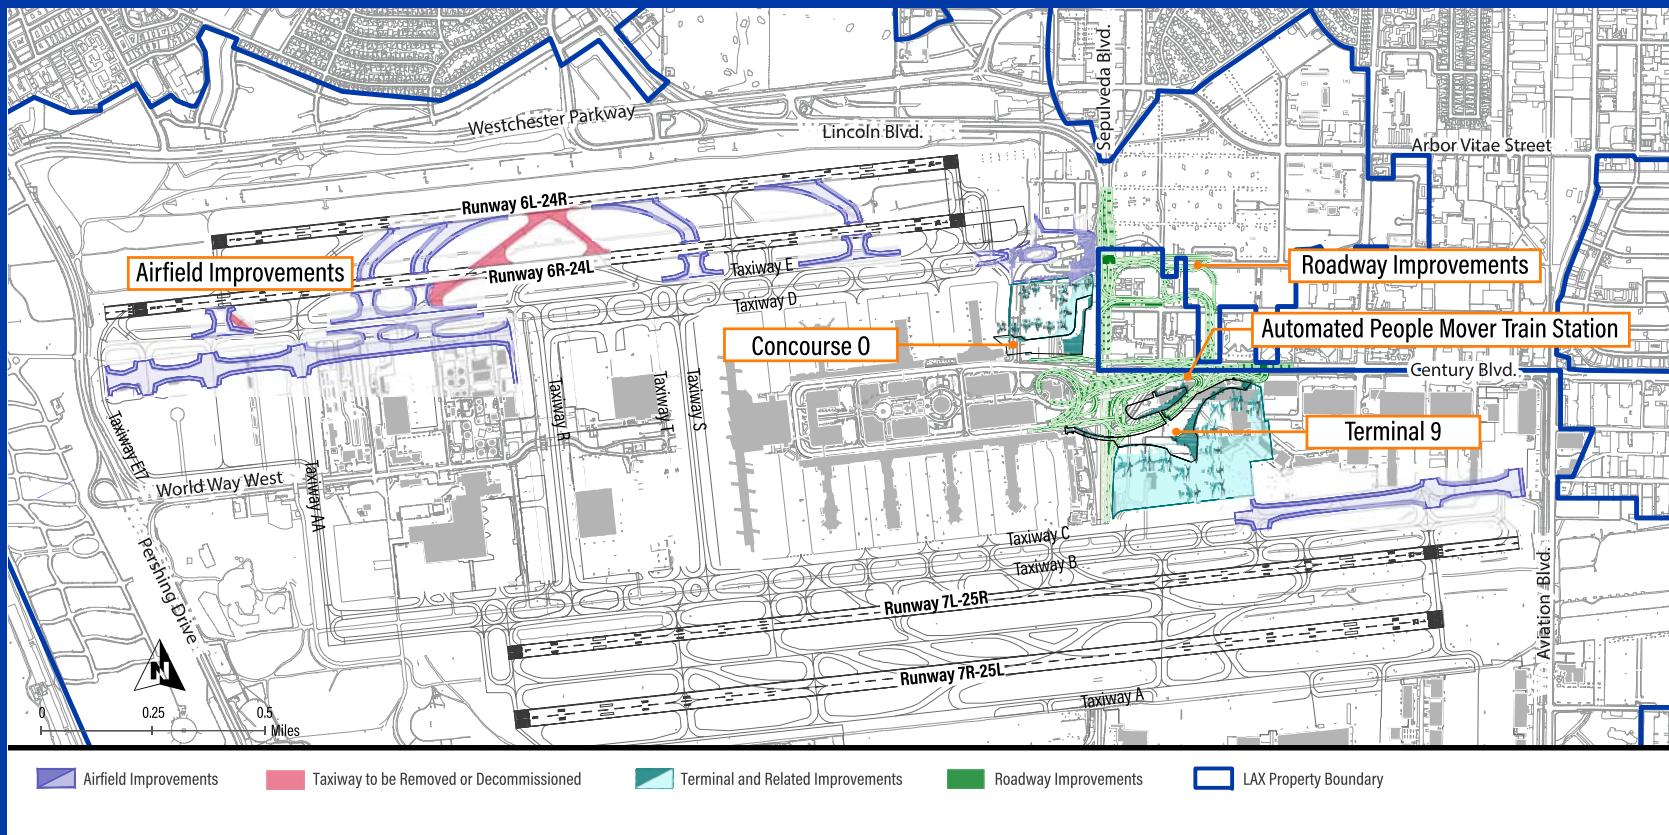 Sepulveda Blvd.
Westchester Parkway
Lincoln Blvd.
Arbor Vitae Street
Runway 6L-24R
Airfield Improvements
Runway 6R-24L
Taxiway E
Roadway Improvements
Taxiway D
Automated People Mover Train Station
Concourse 0
Century Blvd.
Taxiway R
Taxiway T
Taxiway S
Taxiway E17
Terminal 9
World Way West
Taxiway AA
Taxiway C
Taxiway B
Pershing Drive
Runway 7L-25R
Aviation Blvd.
Runway 7R-25L
Taxiway A
N
0 0.25 0.5
Miles
Airfield Improvements
Taxiway to be Removed or Decommissioned
Terminal and Related Improvements
Roadway Improvements
LAX Property Boundary